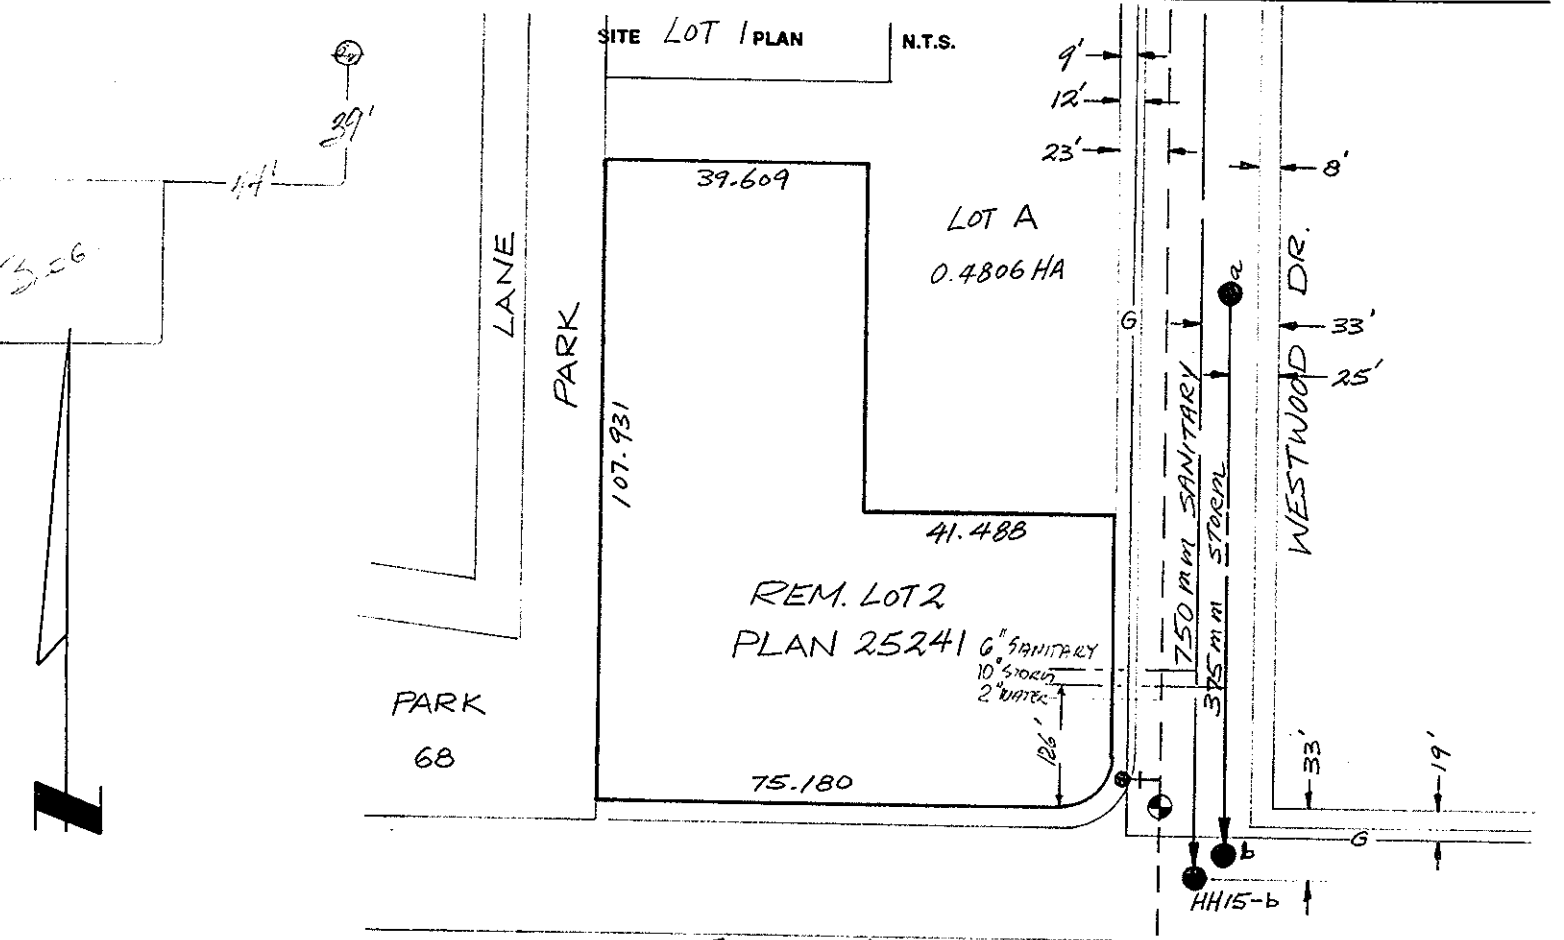 SITE LOT 1 PLAN N.T.S.
39'
44'
9'
12'
23'
8'
39.609
LOT A
0.4806 HA
LANE
PARK
107.931
G
a
WESTWOOD DR.
33'
25'
750 mm SANITARY
375 mm STORM
41.488
REM. LOT 2
PLAN 25241
6" SANITARY
10" STORM
2" WATER
126'
PARK
68
75.180
33'
19'
G
b
HH15-b